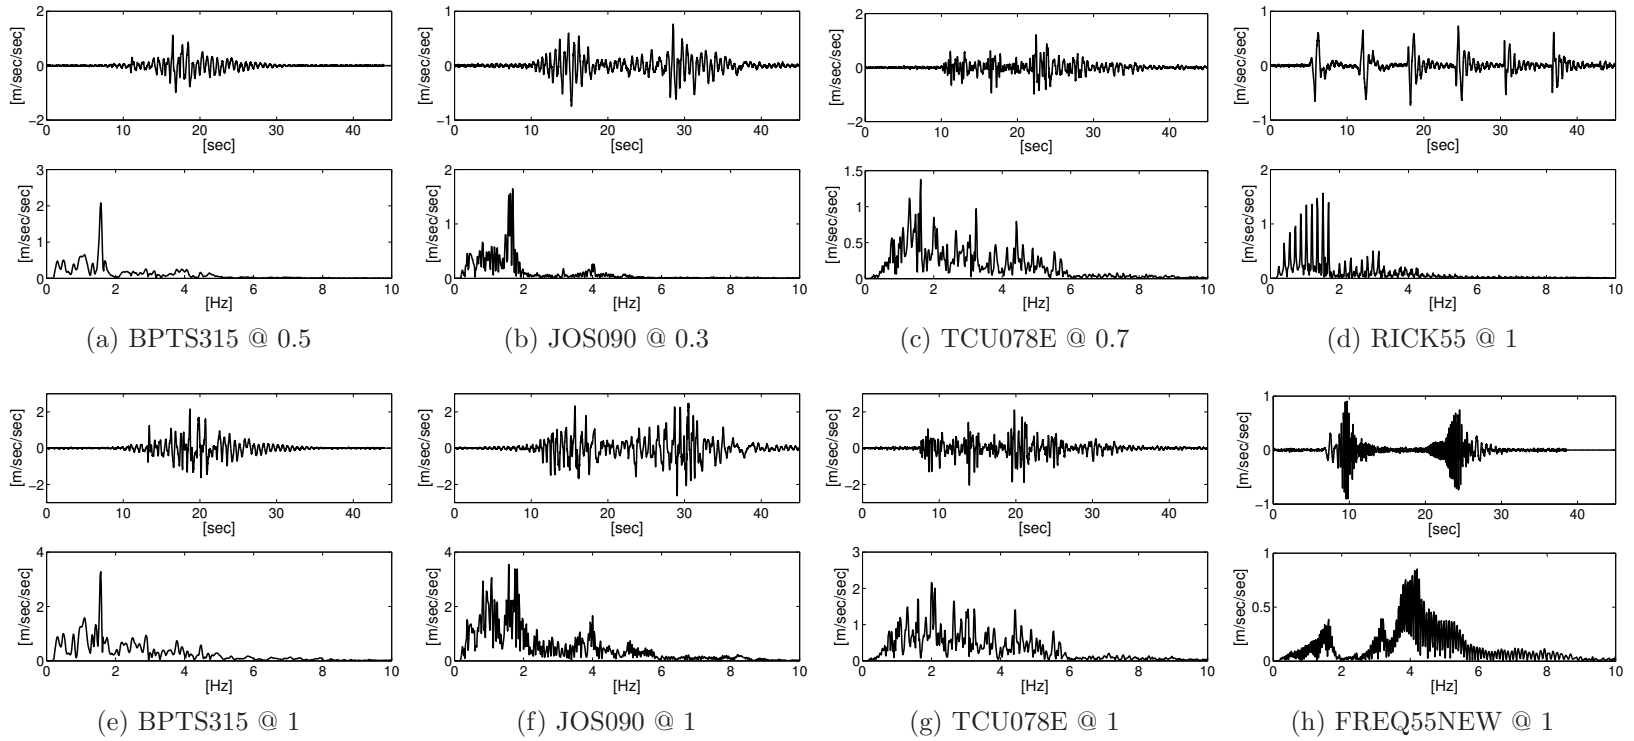 2
1
2
1
[m/sec/sec]
[m/sec/sec]
[m/sec/sec]
[m/sec/sec]
0
0
0
0
−2
−1
−2
−1
0 10 20 30 40
0 10 20 30 40
0 10 20 30 40
0 10 20 30 40
[sec]
[sec]
[sec]
[sec]
3
2
1
0
[m/sec/sec]
2
1
0
[m/sec/sec]
1.5
1
0.5
0
[m/sec/sec]
2
1
0
[m/sec/sec]
0 2 4 6 8 10
0 2 4 6 8 10
0 2 4 6 8 10
0 2 4 6 8 10
[Hz]
[Hz]
[Hz]
[Hz]
(a) BPTS315 @ 0.5
(b) JOS090 @ 0.3
(c) TCU078E @ 0.7
(d) RICK55 @ 1
2
0
−2
[m/sec/sec]
2
0
−2
[m/sec/sec]
2
0
−2
[m/sec/sec]
1
0
−1
[m/sec/sec]
0 10 20 30 40
0 10 20 30 40
0 10 20 30 40
0 10 20 30 40
[sec]
[sec]
[sec]
[sec]
4
2
0
[m/sec/sec]
4
2
0
[m/sec/sec]
3
2
1
0
[m/sec/sec]
1
0.5
0
[m/sec/sec]
0 2 4 6 8 10
0 2 4 6 8 10
0 2 4 6 8 10
0 2 4 6 8 10
[Hz]
[Hz]
[Hz]
[Hz]
(e) BPTS315 @ 1
(f) JOS090 @ 1
(g) TCU078E @ 1
(h) FREQ55NEW @ 1